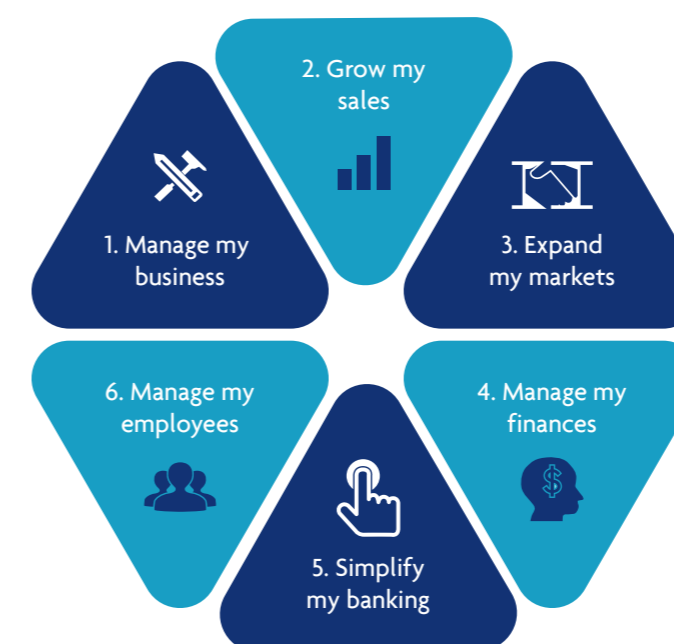 1. Manage my
business
2. Grow my
sales
3. Expand
my markets
4. Manage my
finances
5. Simplify
my banking
6. Manage my
employees